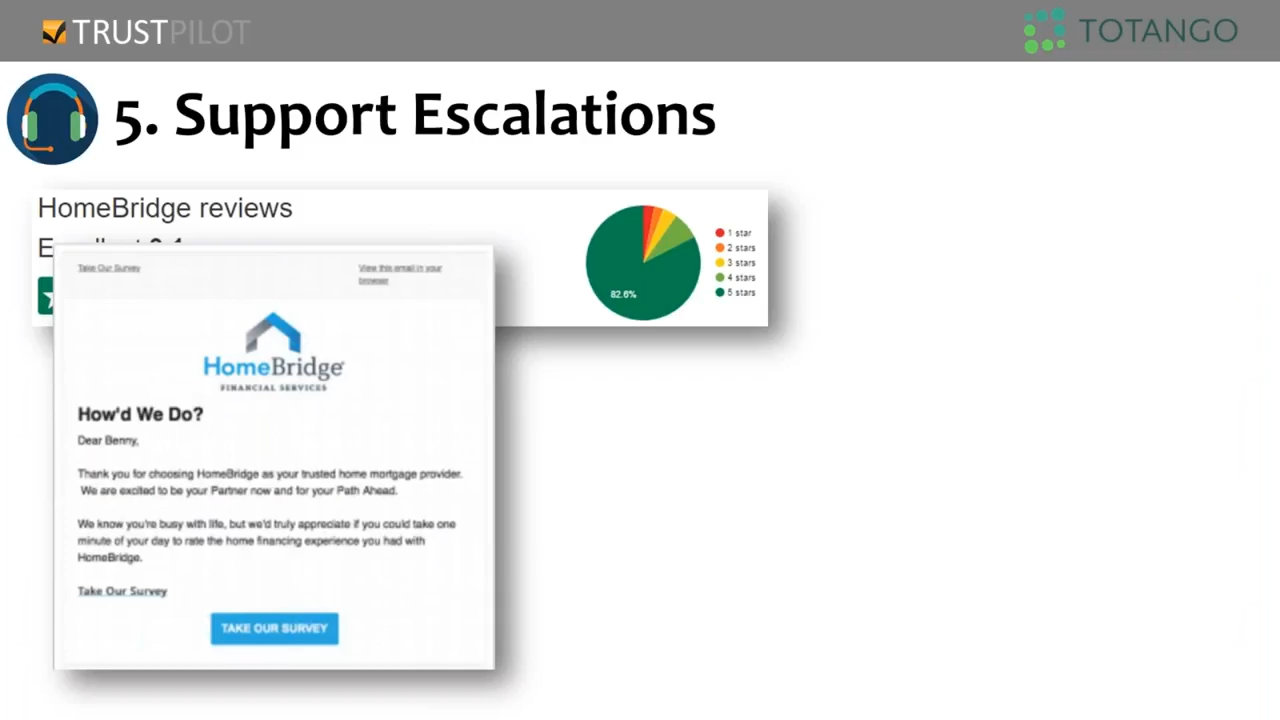 TRUSTPILOT
TOTANGO
5. Support Escalations
HomeBridge reviews
1 star
2 stars
3 stars
4 stars
5 stars
82.6%
Take Our Survey
View this email in your
browser
HomeBridge
FINANCIAL SERVICES
How'd We Do?
Dear Benny,
Thank you for choosing HomeBridge as your trusted home mortgage provider.
We are excited to be your Partner now and for your Path Ahead.
We know you're busy with life, but we'd truly appreciate if you could take one
minute of your day to rate the home financing experience you had with
HomeBridge.
Take Our Survey
TAKE OUR SURVEY